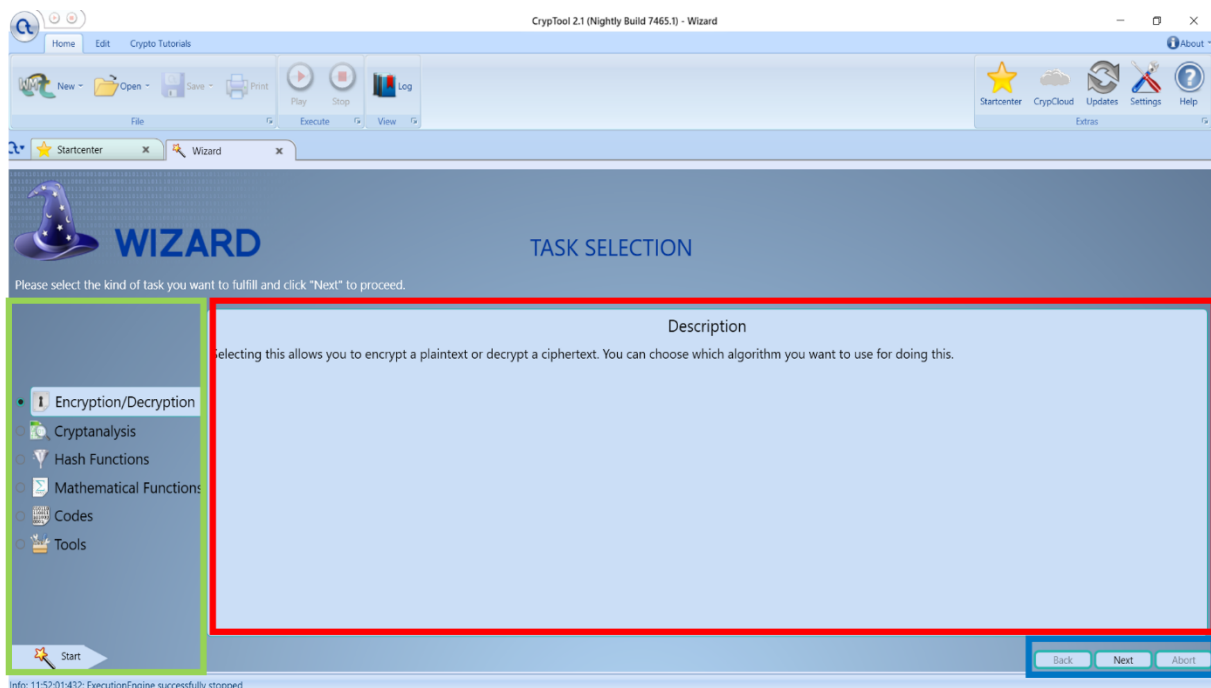 CrypTool 2.1 (Nightly Build 7465.1) - Wizard
Home Edit Crypto Tutorials About
New Open Save Print Play Stop Log Startcenter CrypCloud Updates Settings Help
File Execute View Extras
Startcenter Wizard
WIZARD
TASK SELECTION
Please select the kind of task you want to fulfill and click "Next" to proceed.
Description
Selecting this allows you to encrypt a plaintext or decrypt a ciphertext. You can choose which algorithm you want to use for doing this.
Encryption/Decryption
Cryptanalysis
Hash Functions
Mathematical Functions
Codes
Tools
Start
Back Next Abort
Info: 11:52:01:432: ExecutionEngine successfully stopped